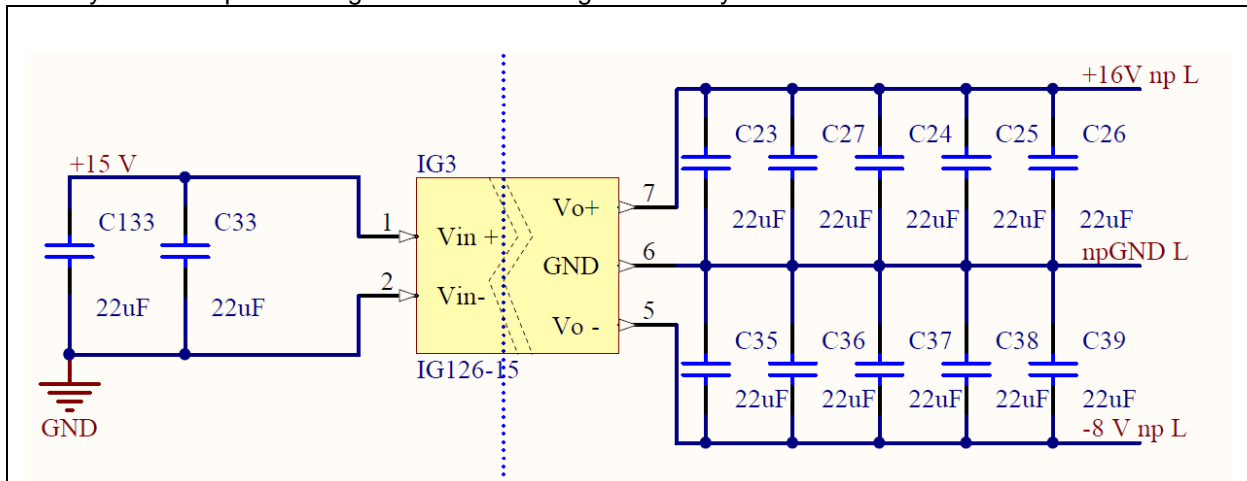 +16V np L
C23
C27
C24
C25
C26
+15 V
IG3
7
C133
C33
1
Vo+
22uF
22uF
22uF
22uF
22uF
Vin +
6
npGND L
GND
2
Vin-
5
22uF
22uF
Vo -
C35
C36
C37
C38
C39
IG126-15
22uF
22uF
22uF
22uF
22uF
GND
-8 V np L